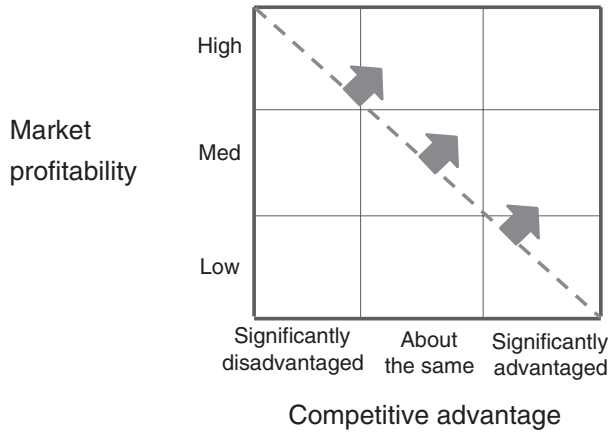 High
Market
profitability
Med
Low
Significantly
disadvantaged
About
the same
Significantly
advantaged
Competitive advantage